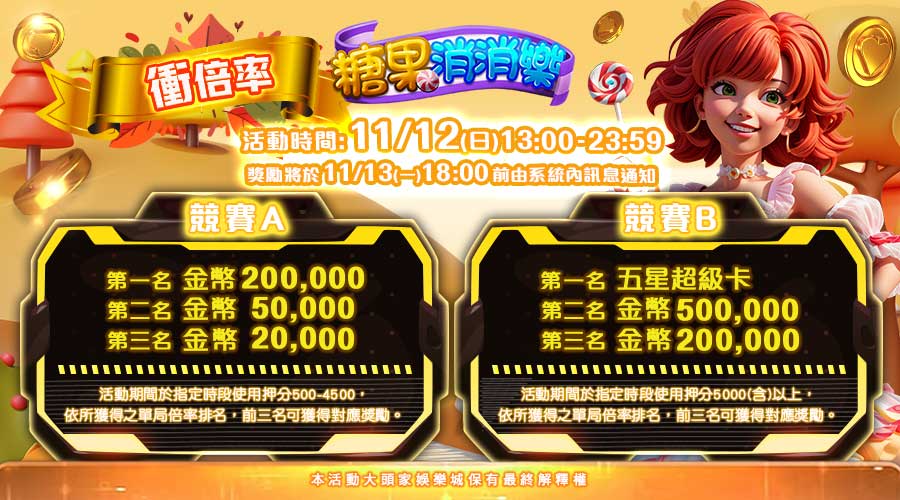 衝倍率
糖果消消樂
活動時間:11/12(日)13:00-23:59
獎勵將於11/13(一)18:00前由系統內訊息通知
競賽A
第一名 金幣 200,000
第二名 金幣 50,000
第三名 金幣 20,000
活動期間於指定時段使用押分500-4500，
依所獲得之單局倍率排名，前三名可獲得對應獎勵。
競賽B
第一名 五星超級卡
第二名 金幣 500,000
第三名 金幣 200,000
活動期間於指定時段使用押分5000(含)以上，
依所獲得之單局倍率排名，前三名可獲得對應獎勵。
本活動大頭家娛樂城保有最終解釋權